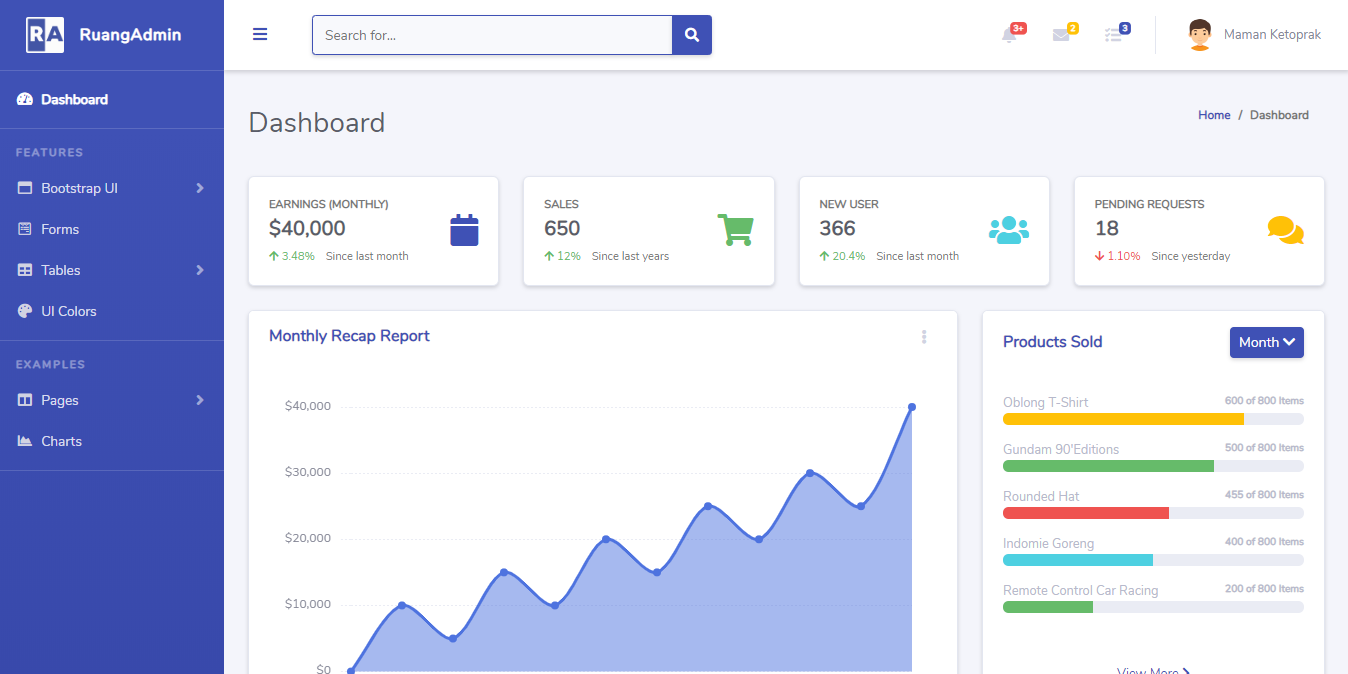 RA RuangAdmin
Search for...
3+
2
3
Maman Ketoprak
Dashboard
FEATURES
Bootstrap UI
Forms
Tables
UI Colors
EXAMPLES
Pages
Charts
Dashboard
Home / Dashboard
EARNINGS (MONTHLY)
$40,000
3.48% Since last month
SALES
650
12% Since last years
NEW USER
366
20.4% Since last month
PENDING REQUESTS
18
1.10% Since yesterday
Monthly Recap Report
$40,000
$30,000
$20,000
$10,000
$0
Products Sold
Month
Oblong T-Shirt 600 of 800 Items
Gundam 90'Editions 500 of 800 Items
Rounded Hat 455 of 800 Items
Indomie Goreng 400 of 800 Items
Remote Control Car Racing 200 of 800 Items
View More